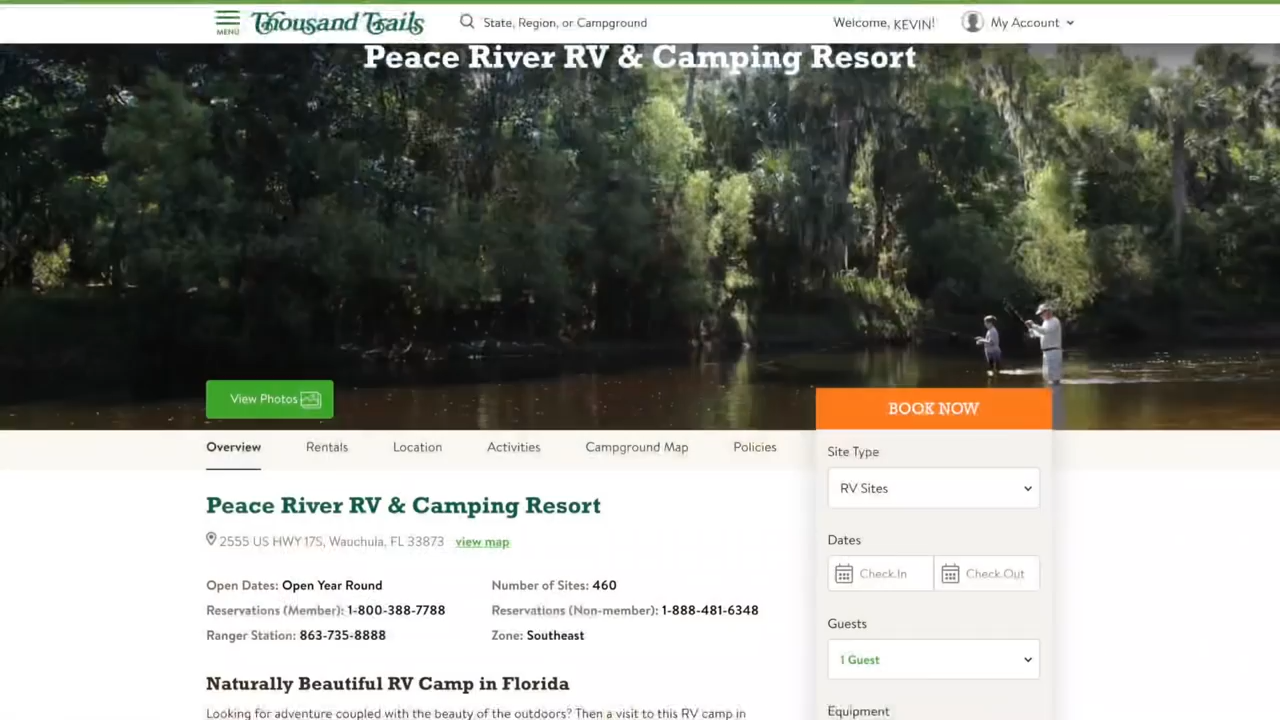 MENU
Thousand Trails
State, Region, or Campground
Welcome, KEVIN!
My Account
Peace River RV & Camping Resort
View Photos
BOOK NOW
Overview
Rentals
Location
Activities
Campground Map
Policies
Site Type
RV Sites
Peace River RV & Camping Resort
2555 US HWY 17S, Wauchula, FL 33873 view map
Dates
Check In
Check Out
Open Dates: Open Year Round
Number of Sites: 460
Reservations (Member): 1-800-388-7788
Reservations (Non-member): 1-888-481-6348
Ranger Station: 863-735-8888
Zone: Southeast
Guests
1 Guest
Naturally Beautiful RV Camp in Florida
Looking for adventure coupled with the beauty of the outdoors? Then a visit to this RV camp in
Equipment